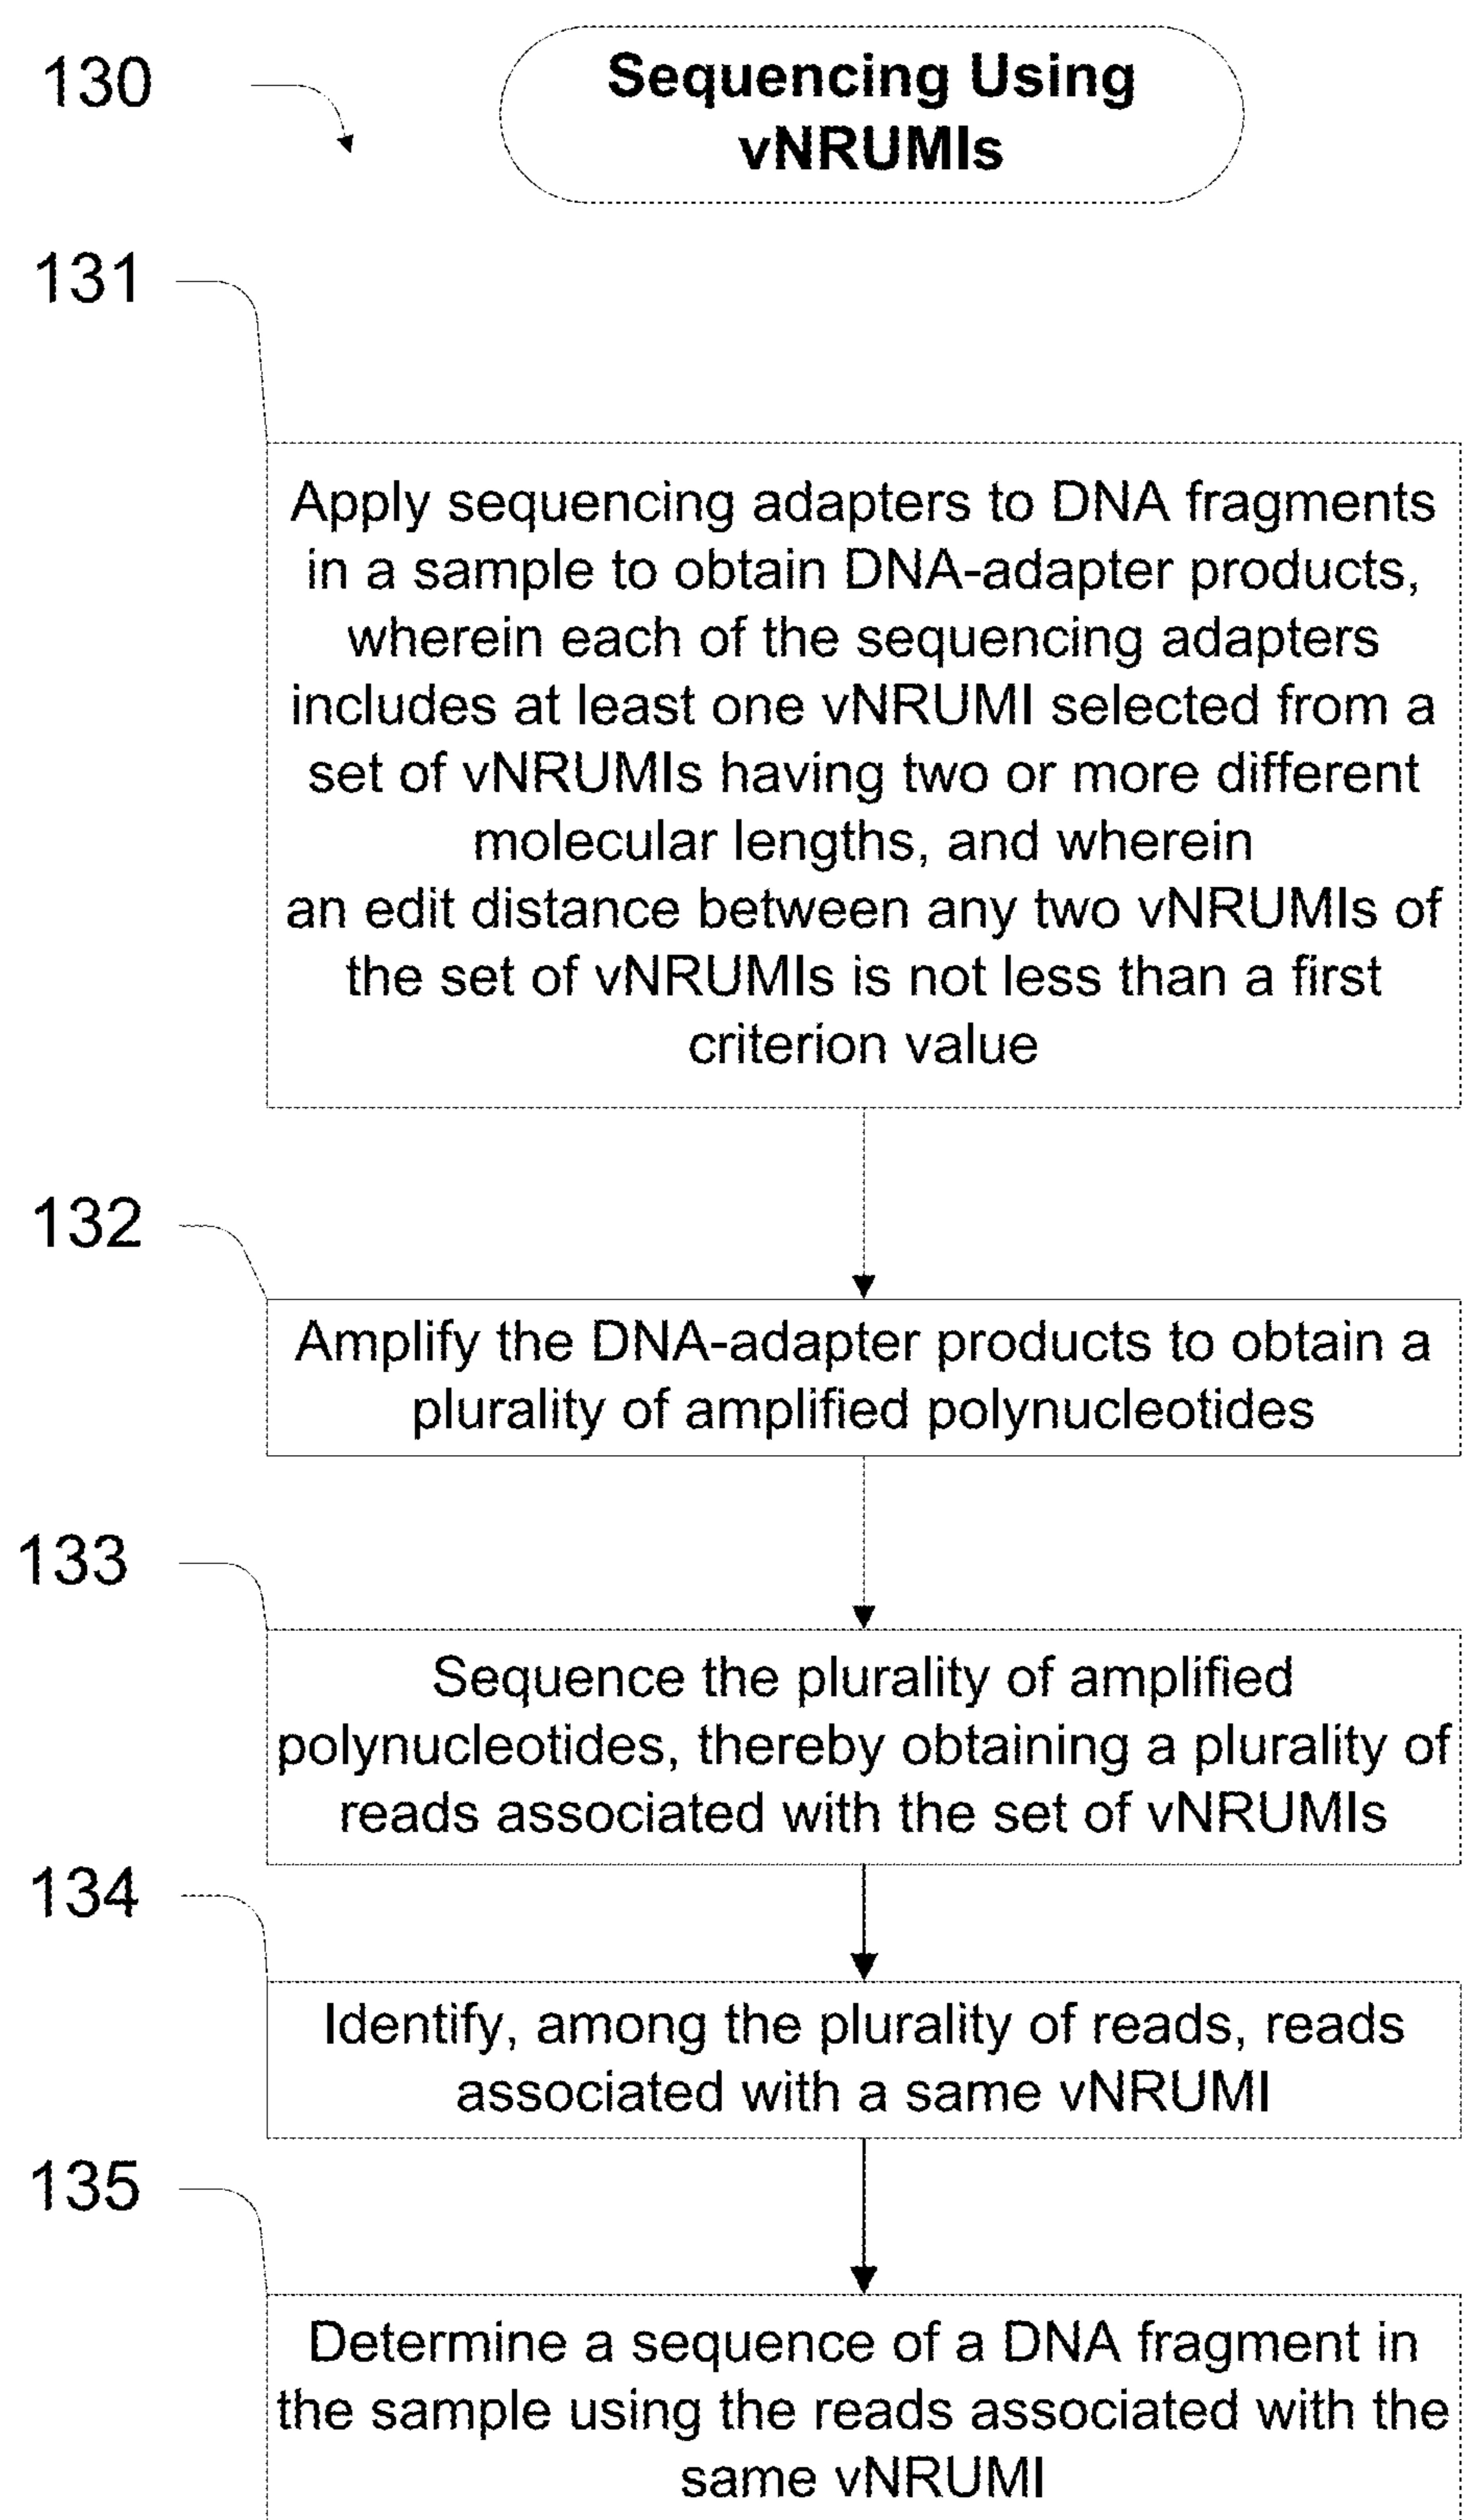 130
Sequencing Using
vNRUMIs
131
Apply sequencing adapters to DNA fragments
in a sample to obtain DNA-adapter products,
wherein each of the sequencing adapters
includes at least one vNRUMI selected from a
set of vNRUMIs having two or more different
molecular lengths, and wherein
an edit distance between any two vNRUMIs of
the set of vNRUMIs is not less than a first
criterion value
132
Amplify the DNA-adapter products to obtain a
plurality of amplified polynucleotides
133
Sequence the plurality of amplified
polynucleotides, thereby obtaining a plurality of
reads associated with the set of vNRUMIs
134
Identify, among the plurality of reads, reads
associated with a same vNRUMI
135
Determine a sequence of a DNA fragment in
the sample using the reads associated with the
same vNRUMI